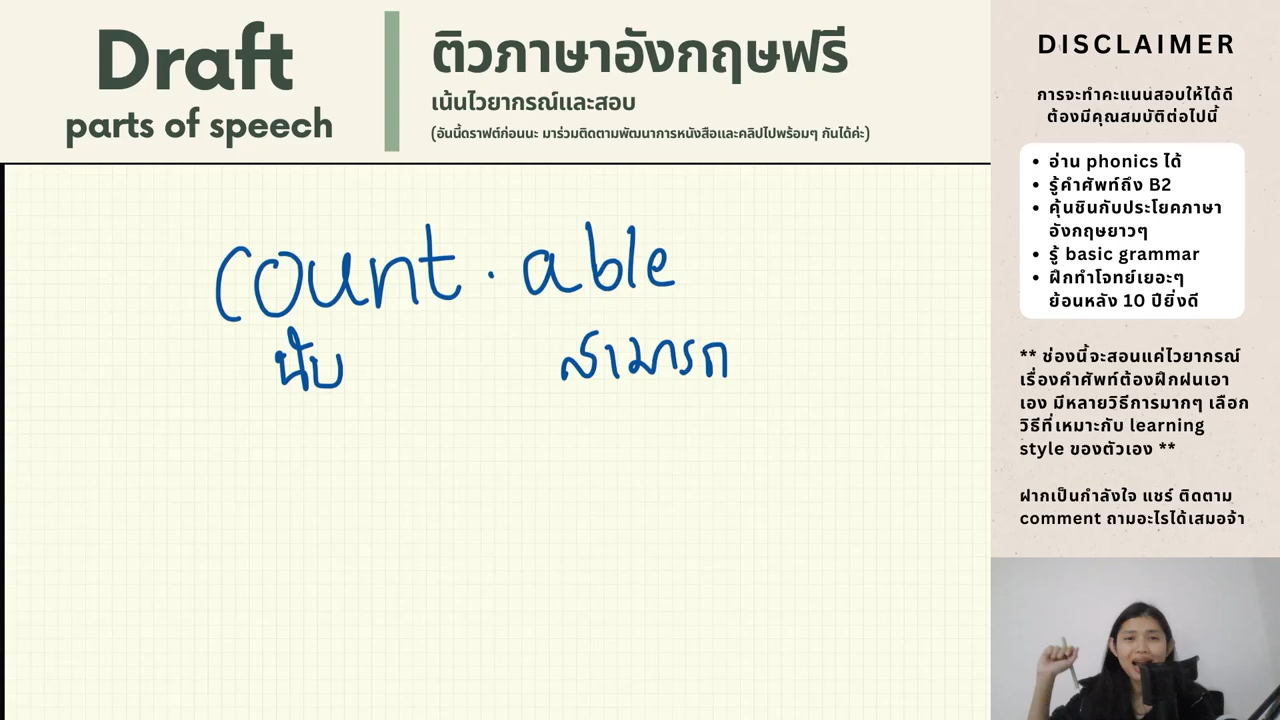 Draft
parts of speech
ติวภาษาอังกฤษฟรี
เน้นไวยากรณ์และสอบ
(อันนี้ดราฟต์ก่อนนะ มาร่วมติดตามพัฒนาการหนังสือและคลิปไปพร้อมๆ กันได้ค่ะ)
count · able
นับ สามารถ
DISCLAIMER
การจะทำคะแนนสอบให้ได้ดี
ต้องมีคุณสมบัติต่อไปนี้
• อ่าน phonics ได้
• รู้คำศัพท์ถึง B2
• คุ้นชินกับประโยคภาษา
อังกฤษยาวๆ
• รู้ basic grammar
• ฝึกทำโจทย์เยอะๆ
ย้อนหลัง 10 ปียิ่งดี
** ช่องนี้จะสอนแค่ไวยากรณ์
เรื่องคำศัพท์ต้องฝึกฝนเอา
เอง มีหลายวิธีการมากๆ เลือก
วิธีที่เหมาะกับ learning
style ของตัวเอง **
ฝากเป็นกำลังใจ แชร์ ติดตาม
comment ถามอะไรได้เสมอจ้า